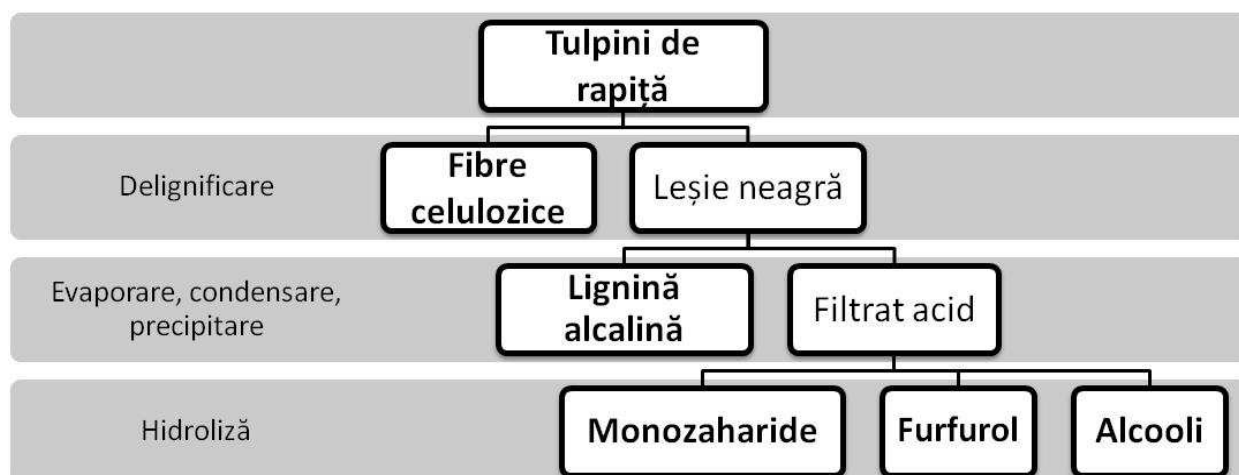 Tulpini de
rapiță
Delignificare
Fibre
celulozice
Leșie neagră
Evaporare, condensare,
precipitare
Lignină
alcalină
Filtrat acid
Hidroliză
Monozaharide
Furfurol
Alcooli